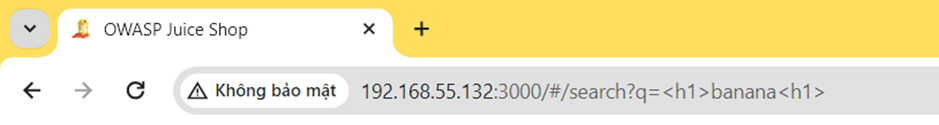 OWASP Juice Shop
Không bảo mật 192.168.55.132:3000/#/search?q=<h1>banana<h1>